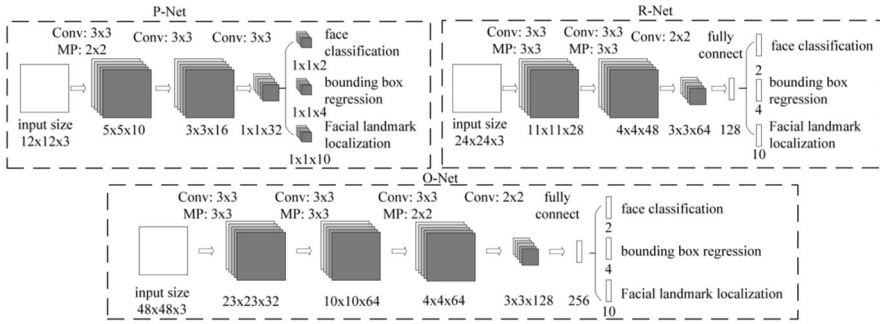 P-Net
Conv: 3x3 Conv: 3x3 Conv: 3x3
MP: 2x2
face
classification
1x1x2
bounding box
regression
1x1x4
Facial landmark
localization
1x1x10
input size
12x12x3
5x5x10 3x3x16 1x1x32
R-Net
Conv: 3x3 Conv: 3x3 Conv: 2x2 fully
MP: 3x3 MP: 3x3 connect
face classification
2
bounding box
regression
4
Facial landmark
localization
10
input size
24x24x3
11x11x28 4x4x48 3x3x64 128
O-Net
Conv: 3x3 Conv: 3x3 Conv: 3x3 Conv: 2x2 fully
MP: 3x3 MP: 3x3 MP: 2x2 connect
face classification
2
bounding box regression
4
Facial landmark localization
10
input size
48x48x3
23x23x32 10x10x64 4x4x64 3x3x128 256